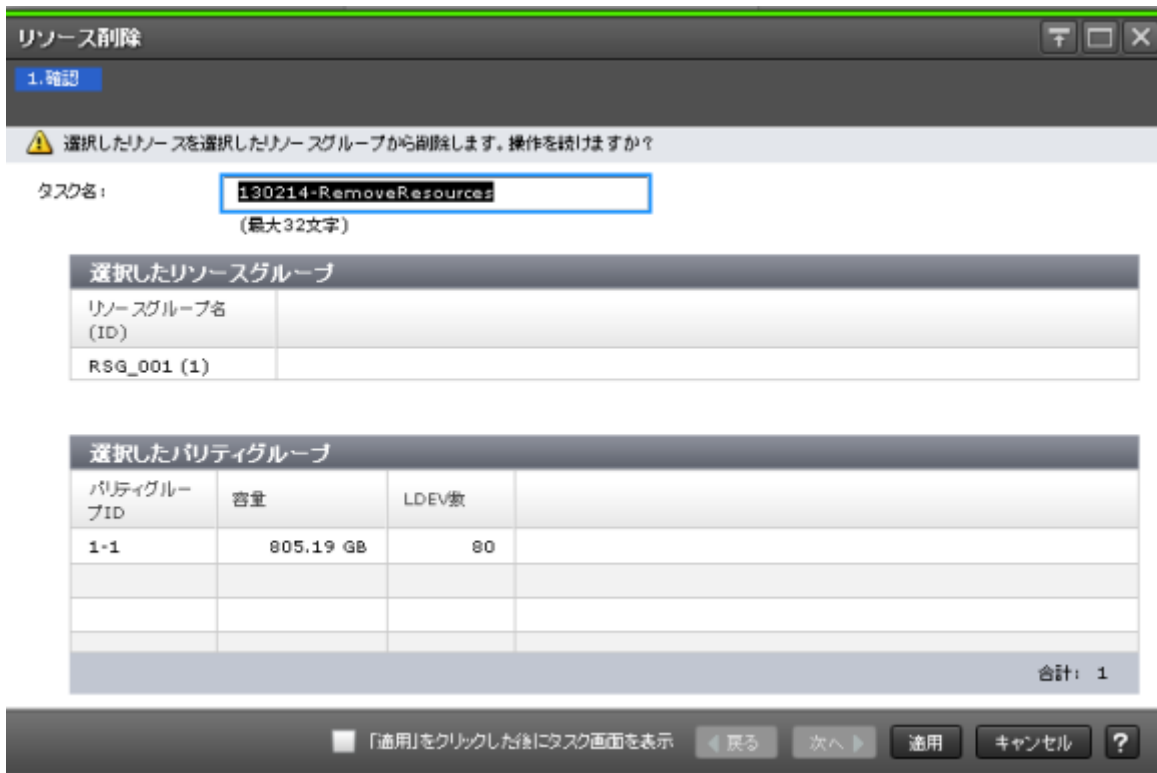 リソース削除
1.確認
選択したリソースを選択したリソースグループから削除します。操作を続けますか?
タスク名:
130214-RemoveResources
(最大32文字)
選択したリソースグループ
リソースグループ名
(ID)
RSG_001 (1)
選択したパリティグループ
パリティグルー
プID
容量
LDEV数
1-1
805.19 GB
80
合計: 1
「適用」をクリックした後にタスク画面を表示
戻る
次へ
適用
キャンセル
?